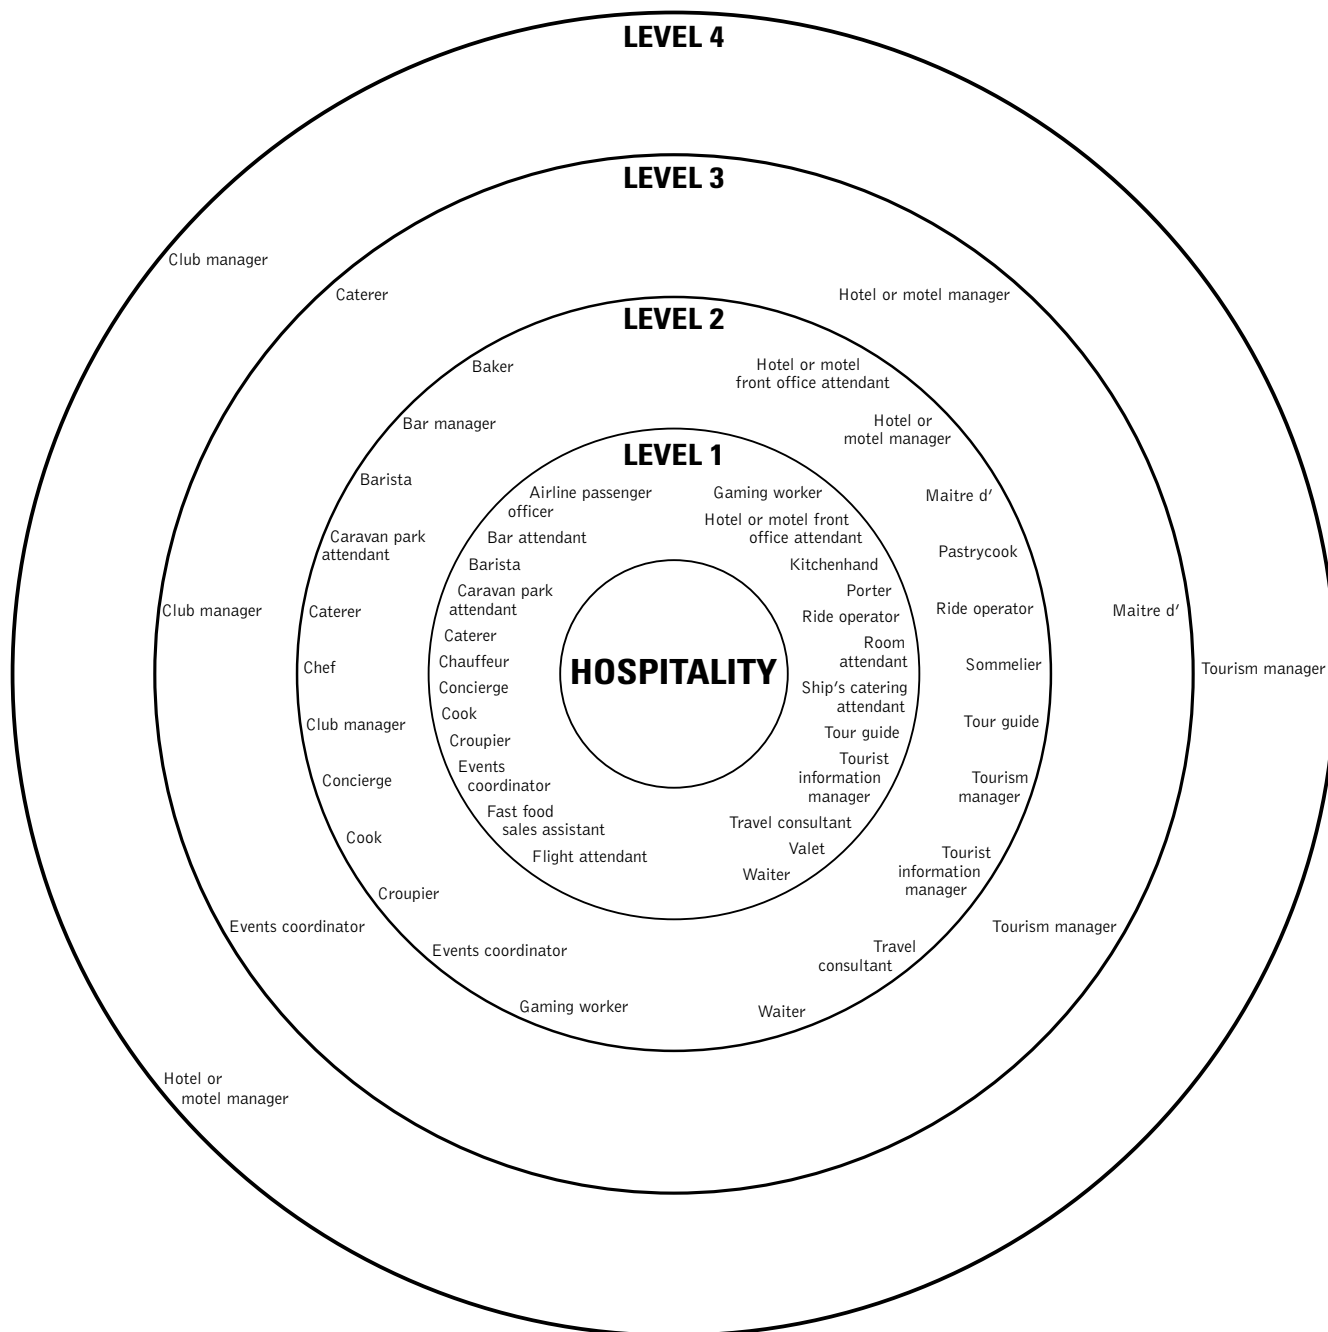 LEVEL 4
Club manager
Hotel or
motel manager
Tourism manager
LEVEL 3
Caterer
Club manager
Events coordinator
Hotel or motel manager
Maitre d’
Tourism manager
LEVEL 2
Baker
Bar manager
Barista
Caravan park
attendant
Caterer
Chef
Club manager
Concierge
Cook
Croupier
Events coordinator
Gaming worker
Hotel or motel
front office attendant
Hotel or
motel manager
Maitre d’
Pastrycook
Ride operator
Sommelier
Tour guide
Tourism
manager
Tourist
information
manager
Travel
consultant
Waiter
LEVEL 1
Airline passenger
officer
Bar attendant
Barista
Caravan park
attendant
Caterer
Chauffeur
Concierge
Cook
Croupier
Events
coordinator
Fast food
sales assistant
Flight attendant
Gaming worker
Hotel or motel front
office attendant
Kitchenhand
Porter
Ride operator
Room
attendant
Ship’s catering
attendant
Tour guide
Tourist
information
manager
Travel consultant
Valet
Waiter
HOSPITALITY